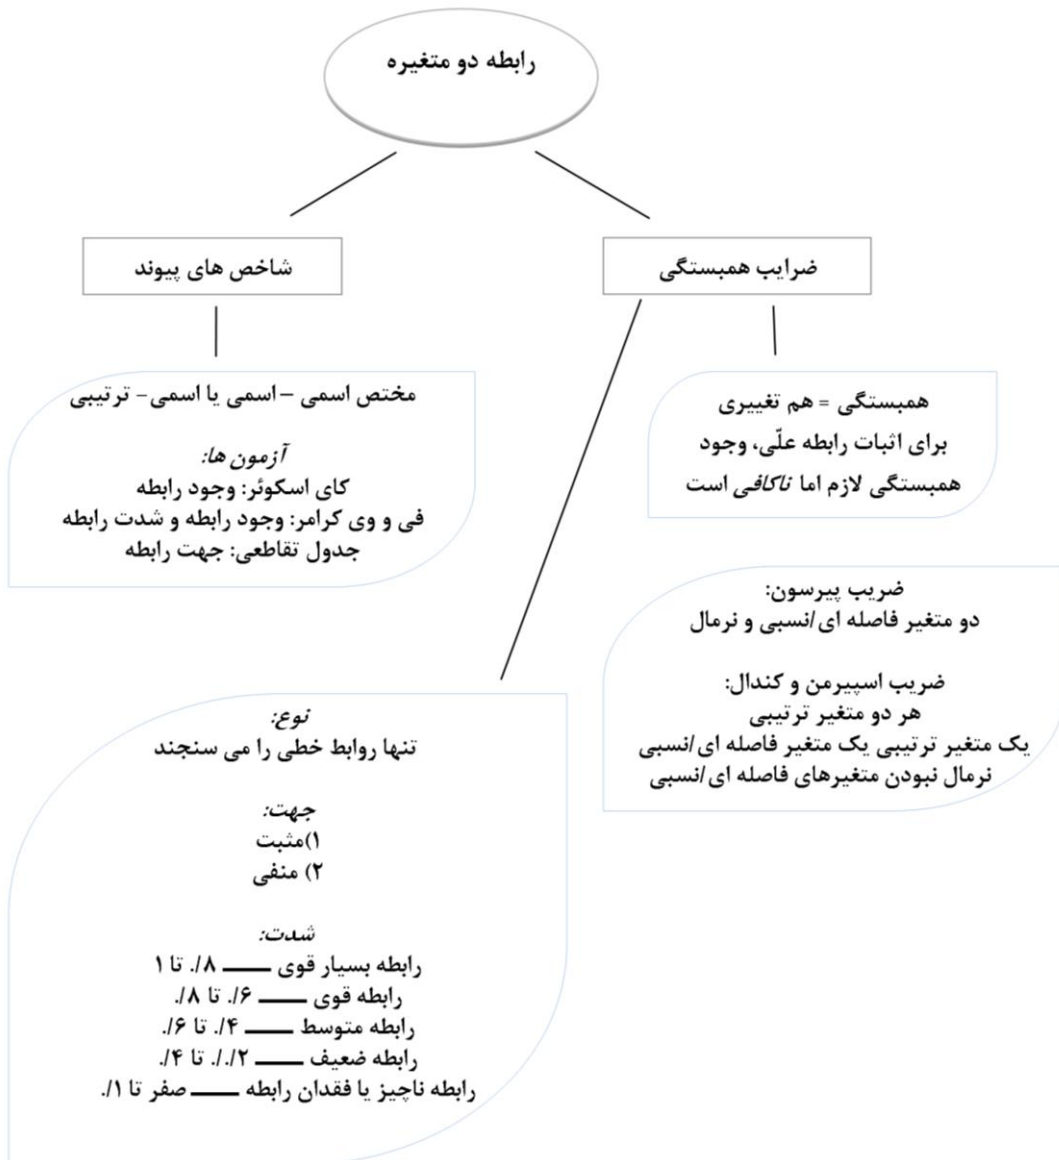 رابطه دو متغیره
ضرایب همبستگی
شاخص های پیوند
همبستگی = هم تغییری
برای اثبات رابطه علّی، وجود
همبستگی لازم اما ناکافی است
مختص اسمی – اسمی یا اسمی- ترتیبی
آزمون ها:
کای اسکوئر: وجود رابطه
فی و وی کرامر: وجود رابطه و شدت رابطه
جدول تقاطعی: جهت رابطه
ضریب پیرسون:
دو متغیر فاصله ای/نسبی و نرمال
ضریب اسپیرمن و کندال:
هر دو متغیر ترتیبی
یک متغیر ترتیبی یک متغیر فاصله ای/نسبی
نرمال نبودن متغیرهای فاصله ای/نسبی
نوع:
تنها روابط خطی را می سنجند
جهت:
۱)مثبت
۲) منفی
شدت:
رابطه بسیار قوی ـــــــ ۸/. تا ۱
رابطه قوی ـــــــ ۶/. تا ۸/.
رابطه متوسط ـــــــ ۴/. تا ۶/.
رابطه ضعیف ـــــــ ۲/./. تا ۴/.
رابطه ناچیز یا فقدان رابطه ـــــــ صفر تا ۱/.